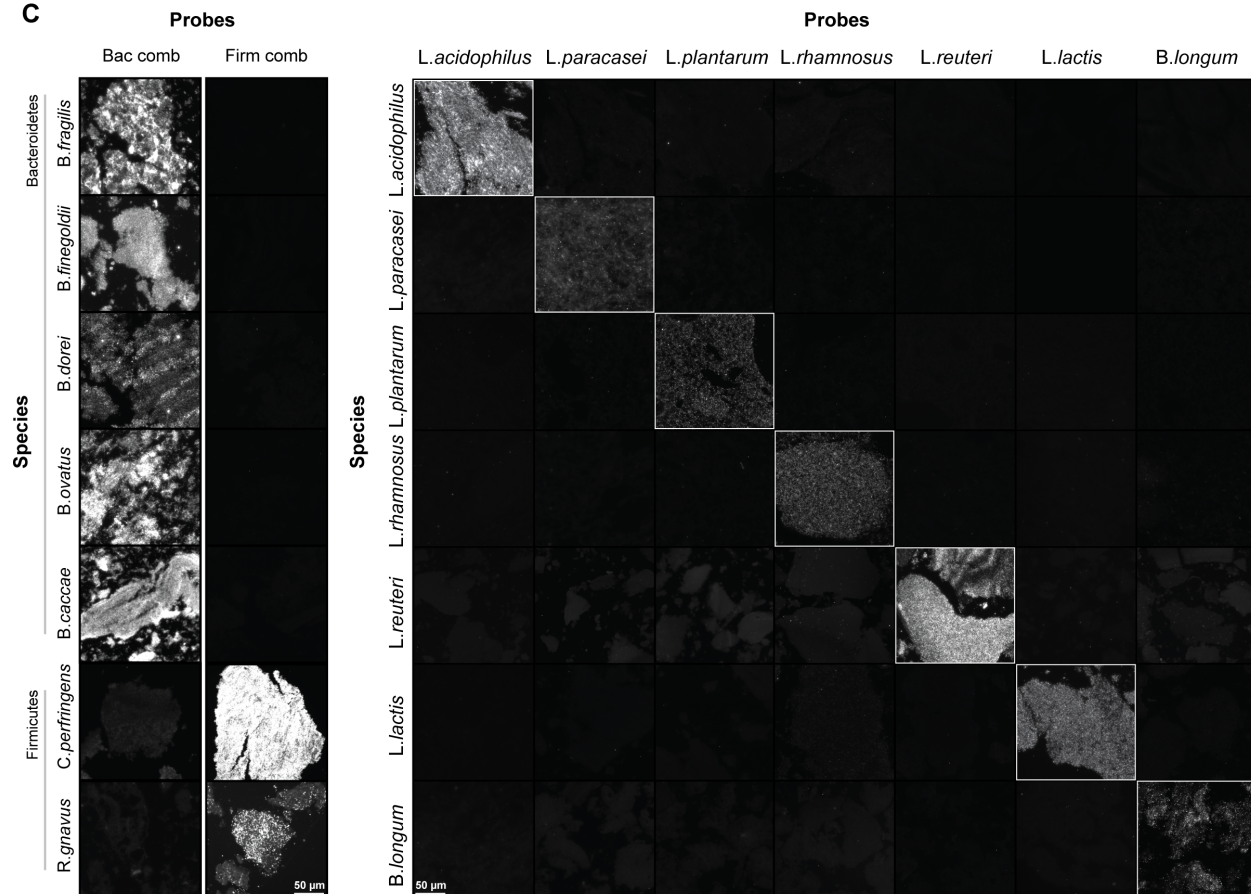 C
Probes
Probes
Bac comb
Firm comb
L.acidophilus
L.paracasei
L.plantarum
L.rhamnosus
L.reuteri
L.lactis
B.longum
Species
Bacteroidetes
B.fragilis
B.finegoldii
B.dorei
B.ovatus
B.caccae
Firmicutes
C.perfringens
R.gnavus
50 µm
Species
L.acidophilus
L.paracasei
L.plantarum
L.rhamnosus
L.reuteri
L.lactis
B.longum
50 µm